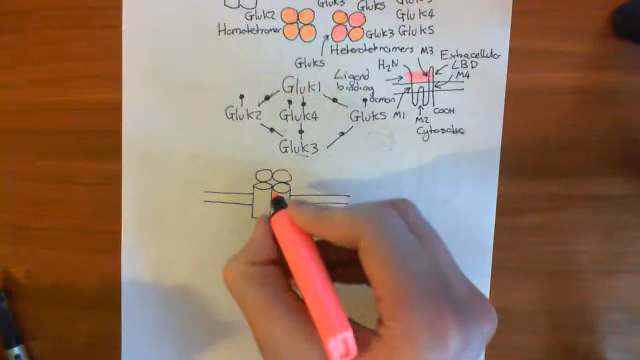 GluK2
GluK3
GluK5
GluK4
Homotetramer
GluK3
GluK5
Heterotetramers
GluK5
M3
Extracellular
H₂N
LBD
M4
Ligand
binding
domain
GluK1
GluK2
GluK4
GluK5
M1
COOH
M2
Cytosolic
GluK3